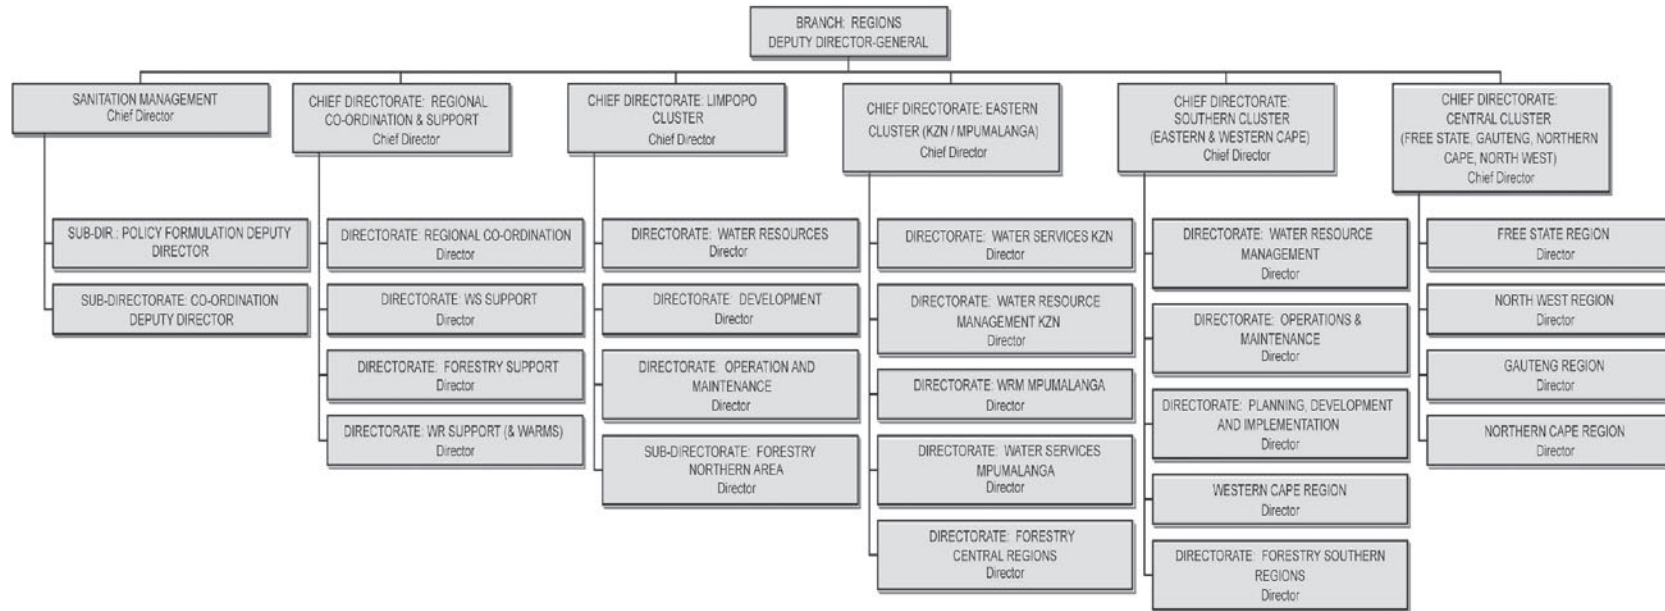 BRANCH: REGIONS
DEPUTY DIRECTOR-GENERAL
SANITATION MANAGEMENT
Chief Director
SUB-DIR.: POLICY FORMULATION DEPUTY
DIRECTOR
SUB-DIRECTORATE: CO-ORDINATION
DEPUTY DIRECTOR
CHIEF DIRECTORATE: REGIONAL
CO-ORDINATION & SUPPORT
Chief Director
DIRECTORATE: REGIONAL CO-ORDINATION
Director
DIRECTORATE: WS SUPPORT
Director
DIRECTORATE: FORESTRY SUPPORT
Director
DIRECTORATE: WR SUPPORT (& WARMS)
Director
CHIEF DIRECTORATE: LIMPOPO
CLUSTER
Chief Director
DIRECTORATE: WATER RESOURCES
Director
DIRECTORATE: DEVELOPMENT
Director
DIRECTORATE: OPERATION AND
MAINTENANCE
Director
SUB-DIRECTORATE: FORESTRY
NORTHERN AREA
Director
CHIEF DIRECTORATE: EASTERN
CLUSTER (KZN / MPUMALANGA)
Chief Director
DIRECTORATE: WATER SERVICES KZN
Director
DIRECTORATE: WATER RESOURCE
MANAGEMENT KZN
Director
DIRECTORATE: WRM MPUMALANGA
Director
DIRECTORATE: WATER SERVICES
MPUMALANGA
Director
DIRECTORATE: FORESTRY
CENTRAL REGIONS
Director
CHIEF DIRECTORATE:
SOUTHERN CLUSTER
(EASTERN & WESTERN CAPE)
Chief Director
DIRECTORATE: WATER RESOURCE
MANAGEMENT
Director
DIRECTORATE: OPERATIONS &
MAINTENANCE
Director
DIRECTORATE: PLANNING, DEVELOPMENT
AND IMPLEMENTATION
Director
WESTERN CAPE REGION
Director
DIRECTORATE: FORESTRY SOUTHERN
REGIONS
Director
CHIEF DIRECTORATE:
CENTRAL CLUSTER
(FREE STATE, GAUTENG, NORTHERN
CAPE, NORTH WEST)
Chief Director
FREE STATE REGION
Director
NORTH WEST REGION
Director
GAUTENG REGION
Director
NORTHERN CAPE REGION
Director